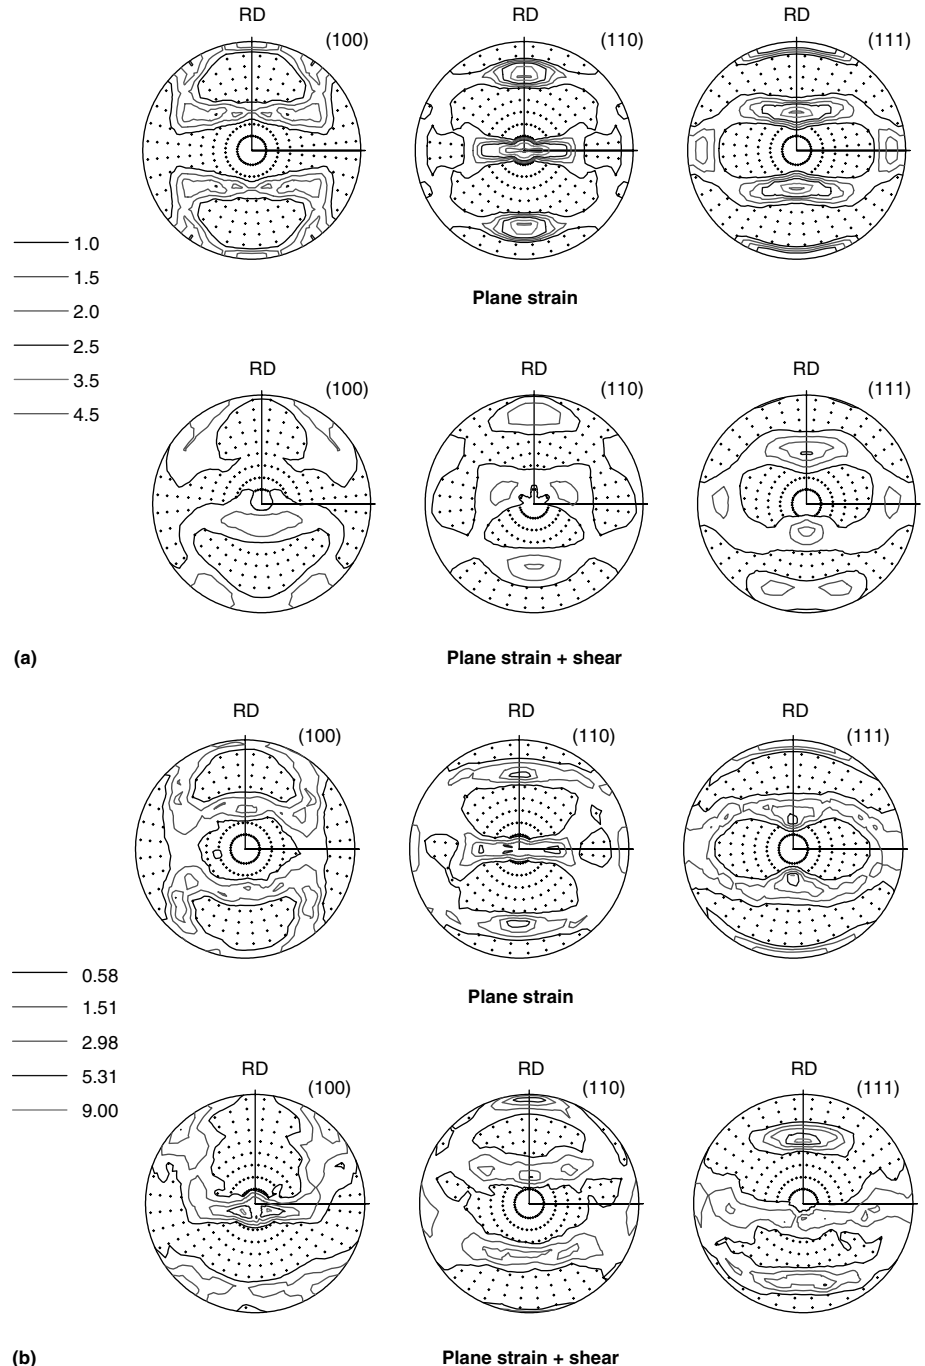 RD
(100)
RD
(110)
RD
(111)
1.0
1.5
2.0
2.5
3.5
4.5
Plane strain
RD
(100)
RD
(110)
RD
(111)
(a)
Plane strain + shear
RD
(100)
RD
(110)
RD
(111)
0.58
1.51
2.98
5.31
9.00
Plane strain
RD
(100)
RD
(110)
RD
(111)
(b)
Plane strain + shear